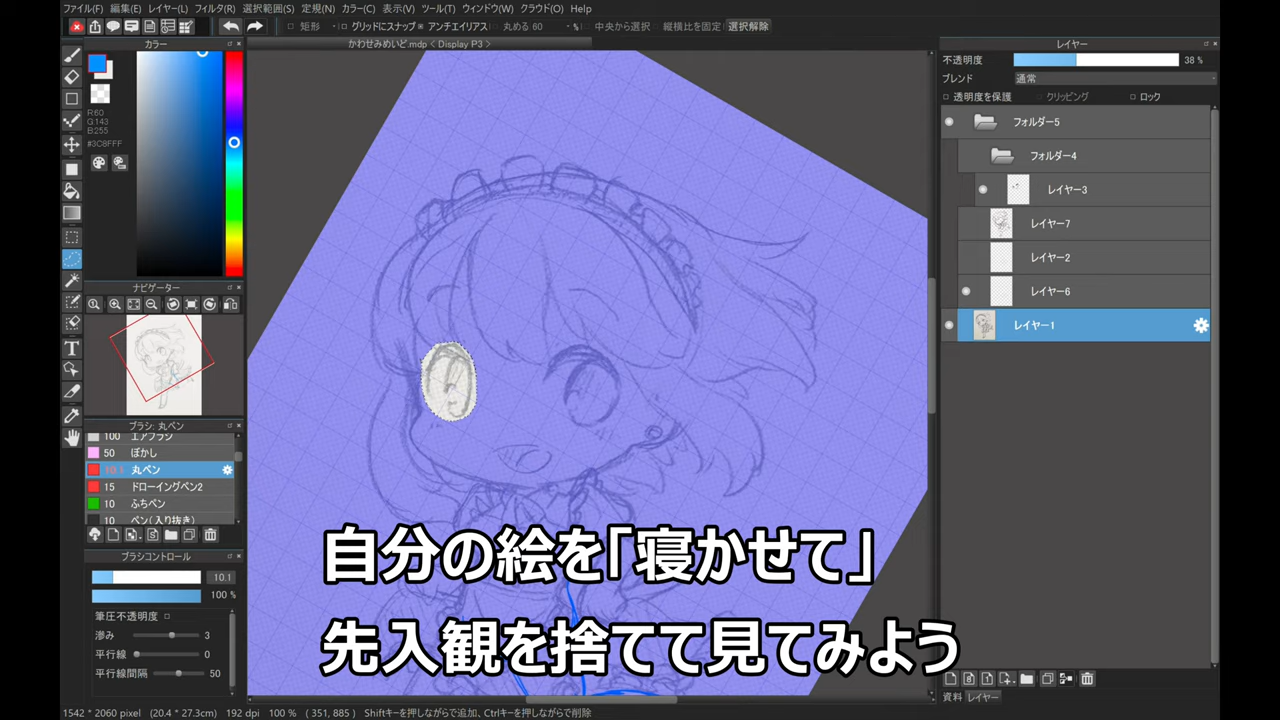 ファイル(F) 編集(E) レイヤー(L) フィルタ(R) 選択範囲(S) 定規(N) カラー(C) 表示(V) ツール(T) ウィンドウ(W) クラウド(O) Help
矩形 グリッドにスナップ アンチエイリアス 丸める 60 % 中央から選択 縦横比を固定 選択解除
カラー
かわせみめいど.mdp < Display P3 >
レイヤー
不透明度 38 %
ブレンド 通常
透明度を保護 クリッピング ロック
R60
G143
B255
#3C8FFF
フォルダー5
フォルダー4
レイヤー3
レイヤー7
レイヤー2
レイヤー6
レイヤー1
ナビゲーター
ブラシ: 丸ペン
100 エアブラシ
50 ぼかし
10.1 丸ペン
15 ドローイングペン2
10 ふちペン
10 ペン(入り抜き)
ブラシコントロール
10.1
100 %
筆圧不透明度
滲み 3
平行線 0
平行線間隔 50
自分の絵を「寝かせて」
先入観を捨てて見てみよう
資料 レイヤー
1542 * 2060 pixel (20.4 * 27.3cm) 192 dpi 100 % ( 351, 885 ) Shiftキーを押しながらで追加、Ctrlキーを押しながらで削除